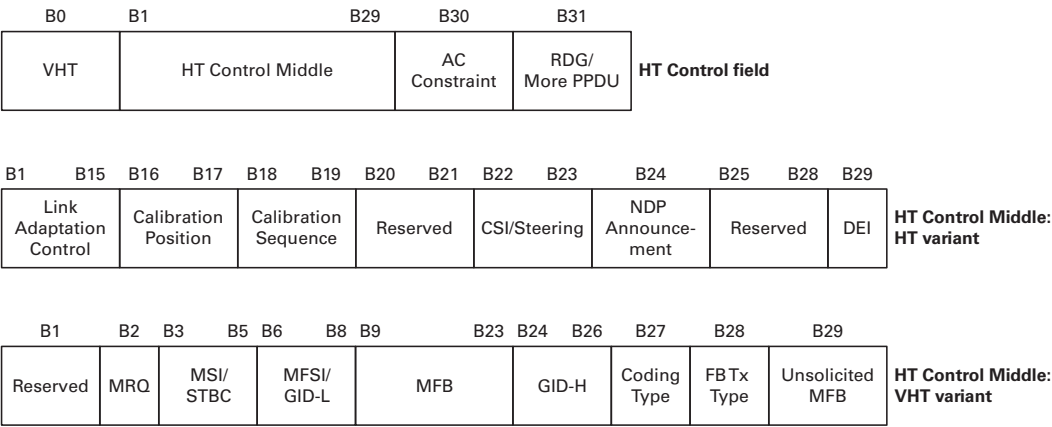 B0 B1 B29 B30 B31
VHT HT Control Middle AC Constraint RDG/ More PPDU HT Control field
B1 B15 B16 B17 B18 B19 B20 B21 B22 B23 B24 B25 B28 B29
Link Adaptation Control Calibration Position Calibration Sequence Reserved CSI/Steering NDP Announce- ment Reserved DEI HT Control Middle: HT variant
B1 B2 B3 B5 B6 B8 B9 B23 B24 B26 B27 B28 B29
Reserved MRQ MSI/ STBC MFSI/ GID-L MFB GID-H Coding Type FB Tx Type Unsolicited MFB HT Control Middle: VHT variant